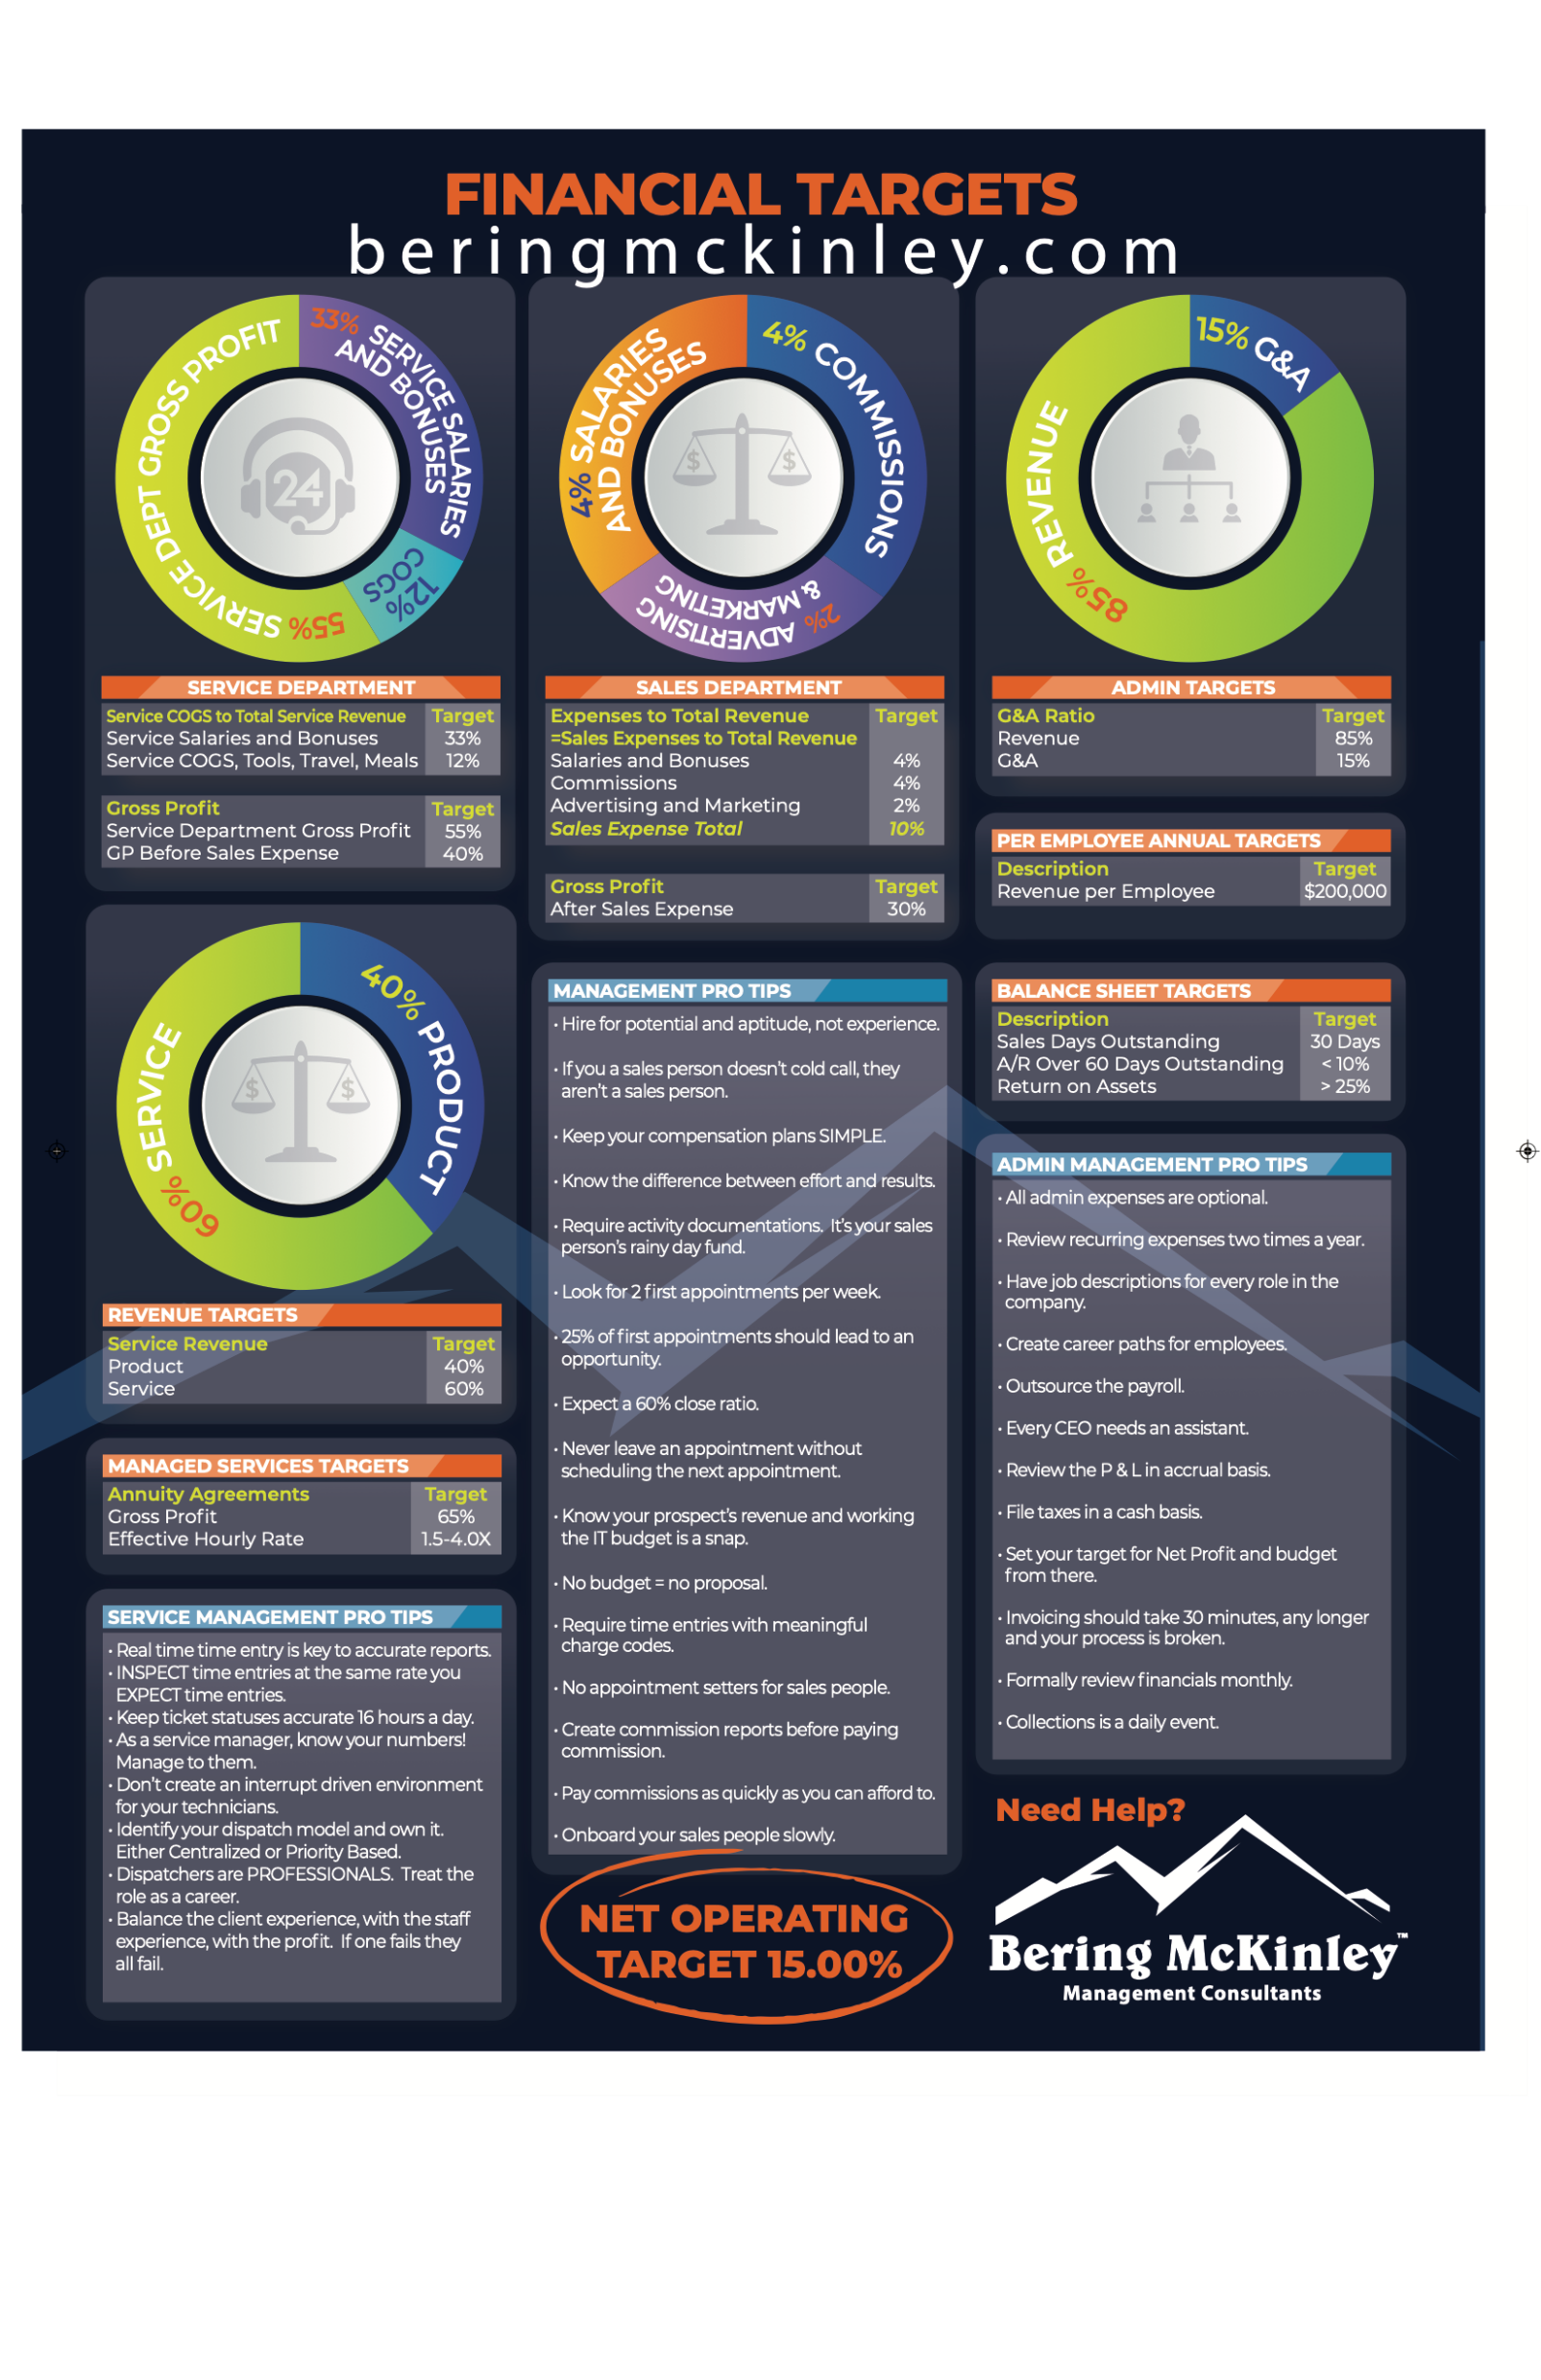 FINANCIAL TARGETS
beringmckinley.com
33% SERVICE SALARIES
AND BONUSES
12%
COGS
55% SERVICE DEPT GROSS PROFIT
24
SERVICE DEPARTMENT
Service COGS to Total Service Revenue Target
Service Salaries and Bonuses 33%
Service COGS, Tools, Travel, Meals 12%
Gross Profit Target
Service Department Gross Profit 55%
GP Before Sales Expense 40%
4% SALARIES
AND BONUSES
4% COMMISSIONS
2% ADVERTISING
& MARKETING
$ $
SALES DEPARTMENT
Expenses to Total Revenue Target
=Sales Expenses to Total Revenue
Salaries and Bonuses 4%
Commissions 4%
Advertising and Marketing 2%
Sales Expense Total 10%
Gross Profit Target
After Sales Expense 30%
15% G&A
85% REVENUE
ADMIN TARGETS
G&A Ratio Target
Revenue 85%
G&A 15%
PER EMPLOYEE ANNUAL TARGETS
Description Target
Revenue per Employee $200,000
40% PRODUCT
60% SERVICE
$ $
REVENUE TARGETS
Service Revenue Target
Product 40%
Service 60%
MANAGED SERVICES TARGETS
Annuity Agreements Target
Gross Profit 65%
Effective Hourly Rate 1.5-4.0X
SERVICE MANAGEMENT PRO TIPS
• Real time time entry is key to accurate reports.
• INSPECT time entries at the same rate you
EXPECT time entries.
• Keep ticket statuses accurate 16 hours a day.
• As a service manager, know your numbers!
Manage to them.
• Don't create an interrupt driven environment
for your technicians.
• Identify your dispatch model and own it.
Either Centralized or Priority Based.
• Dispatchers are PROFESSIONALS. Treat the
role as a career.
• Balance the client experience, with the staff
experience, with the profit. If one fails they
all fail.
MANAGEMENT PRO TIPS
• Hire for potential and aptitude, not experience.
• If you a sales person doesn't cold call, they
aren't a sales person.
• Keep your compensation plans SIMPLE.
• Know the difference between effort and results.
• Require activity documentations. It's your sales
person's rainy day fund.
• Look for 2 first appointments per week.
• 25% of first appointments should lead to an
opportunity.
• Expect a 60% close ratio.
• Never leave an appointment without
scheduling the next appointment.
• Know your prospect's revenue and working
the IT budget is a snap.
• No budget = no proposal.
• Require time entries with meaningful
charge codes.
• No appointment setters for sales people.
• Create commission reports before paying
commission.
• Pay commissions as quickly as you can afford to.
• Onboard your sales people slowly.
NET OPERATING
TARGET 15.00%
BALANCE SHEET TARGETS
Description Target
Sales Days Outstanding 30 Days
A/R Over 60 Days Outstanding < 10%
Return on Assets > 25%
ADMIN MANAGEMENT PRO TIPS
• All admin expenses are optional.
• Review recurring expenses two times a year.
• Have job descriptions for every role in the
company.
• Create career paths for employees.
• Outsource the payroll.
• Every CEO needs an assistant.
• Review the P & L in accrual basis.
• File taxes in a cash basis.
• Set your target for Net Profit and budget
from there.
• Invoicing should take 30 minutes, any longer
and your process is broken.
• Formally review financials monthly.
• Collections is a daily event.
Need Help?
Bering McKinley™
Management Consultants